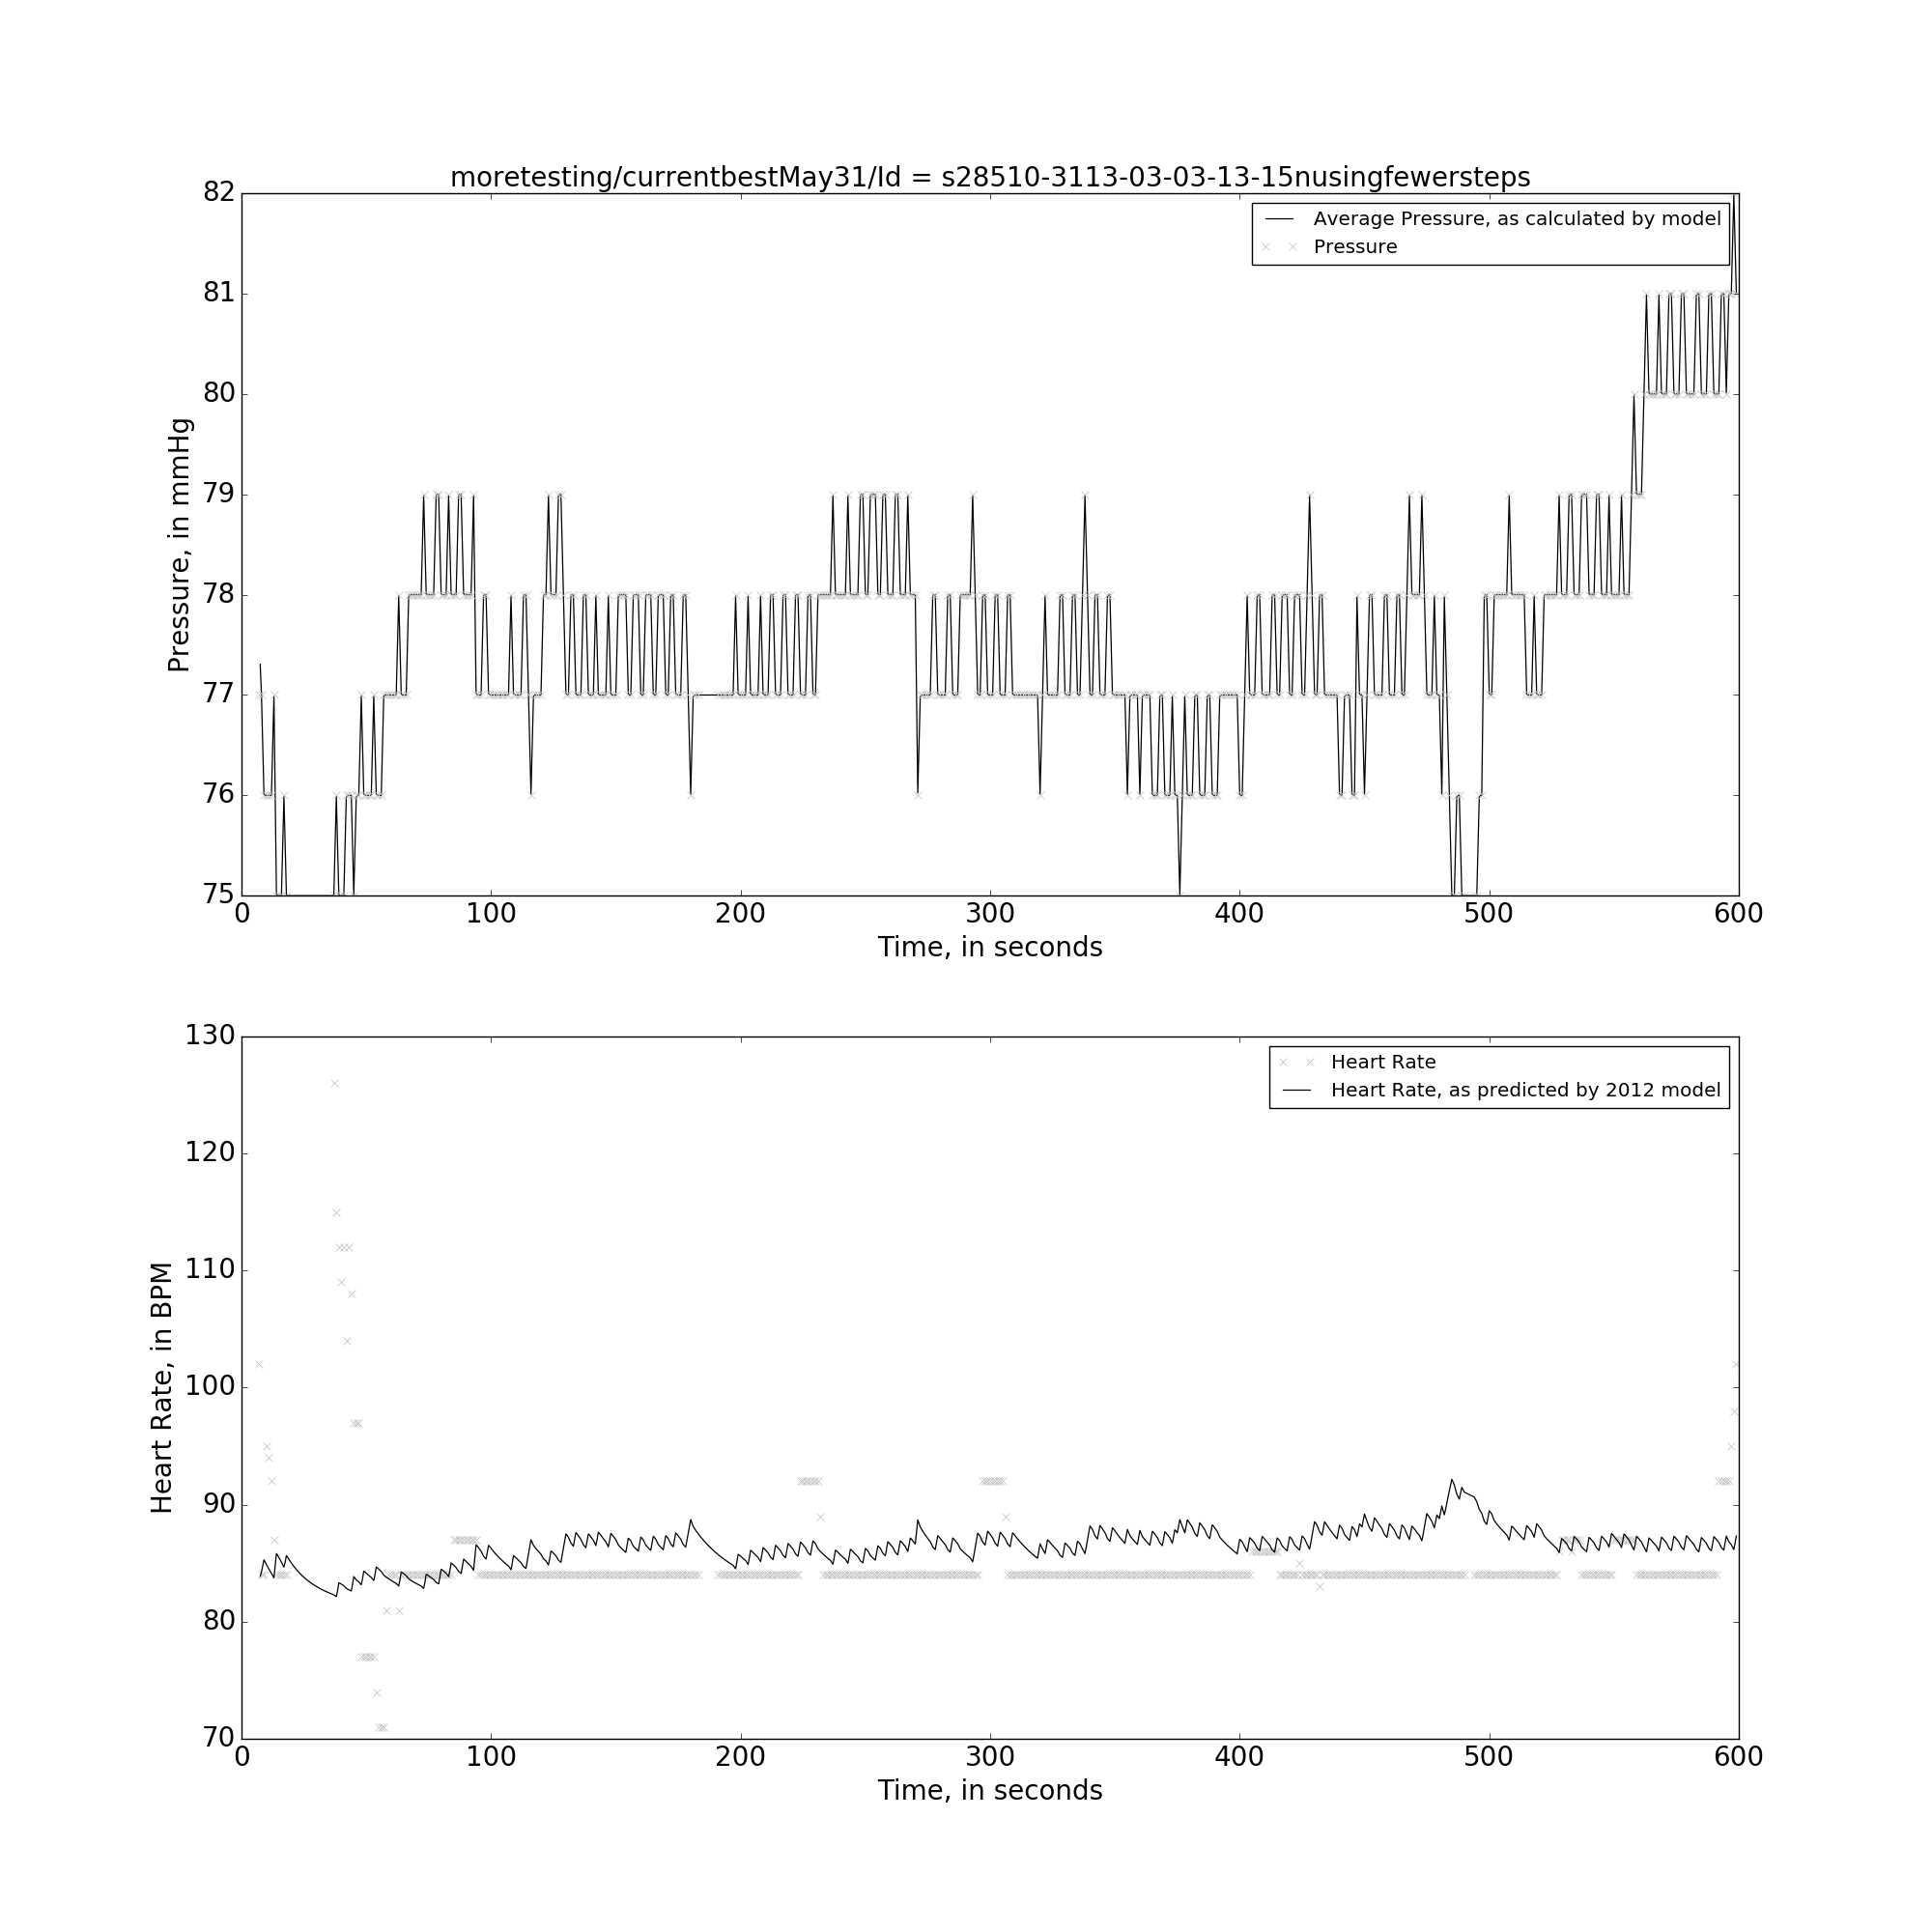 moretesting/currentbestMay31/Id = s28510-3113-03-03-13-15nusingfewersteps
82
81
80
79
78
77
76
75
Pressure, in mmHg
Average Pressure, as calculated by model
Pressure
0 100 200 300 400 500 600
Time, in seconds
130
120
110
100
90
80
70
Heart Rate, in BPM
Heart Rate
Heart Rate, as predicted by 2012 model
0 100 200 300 400 500 600
Time, in seconds